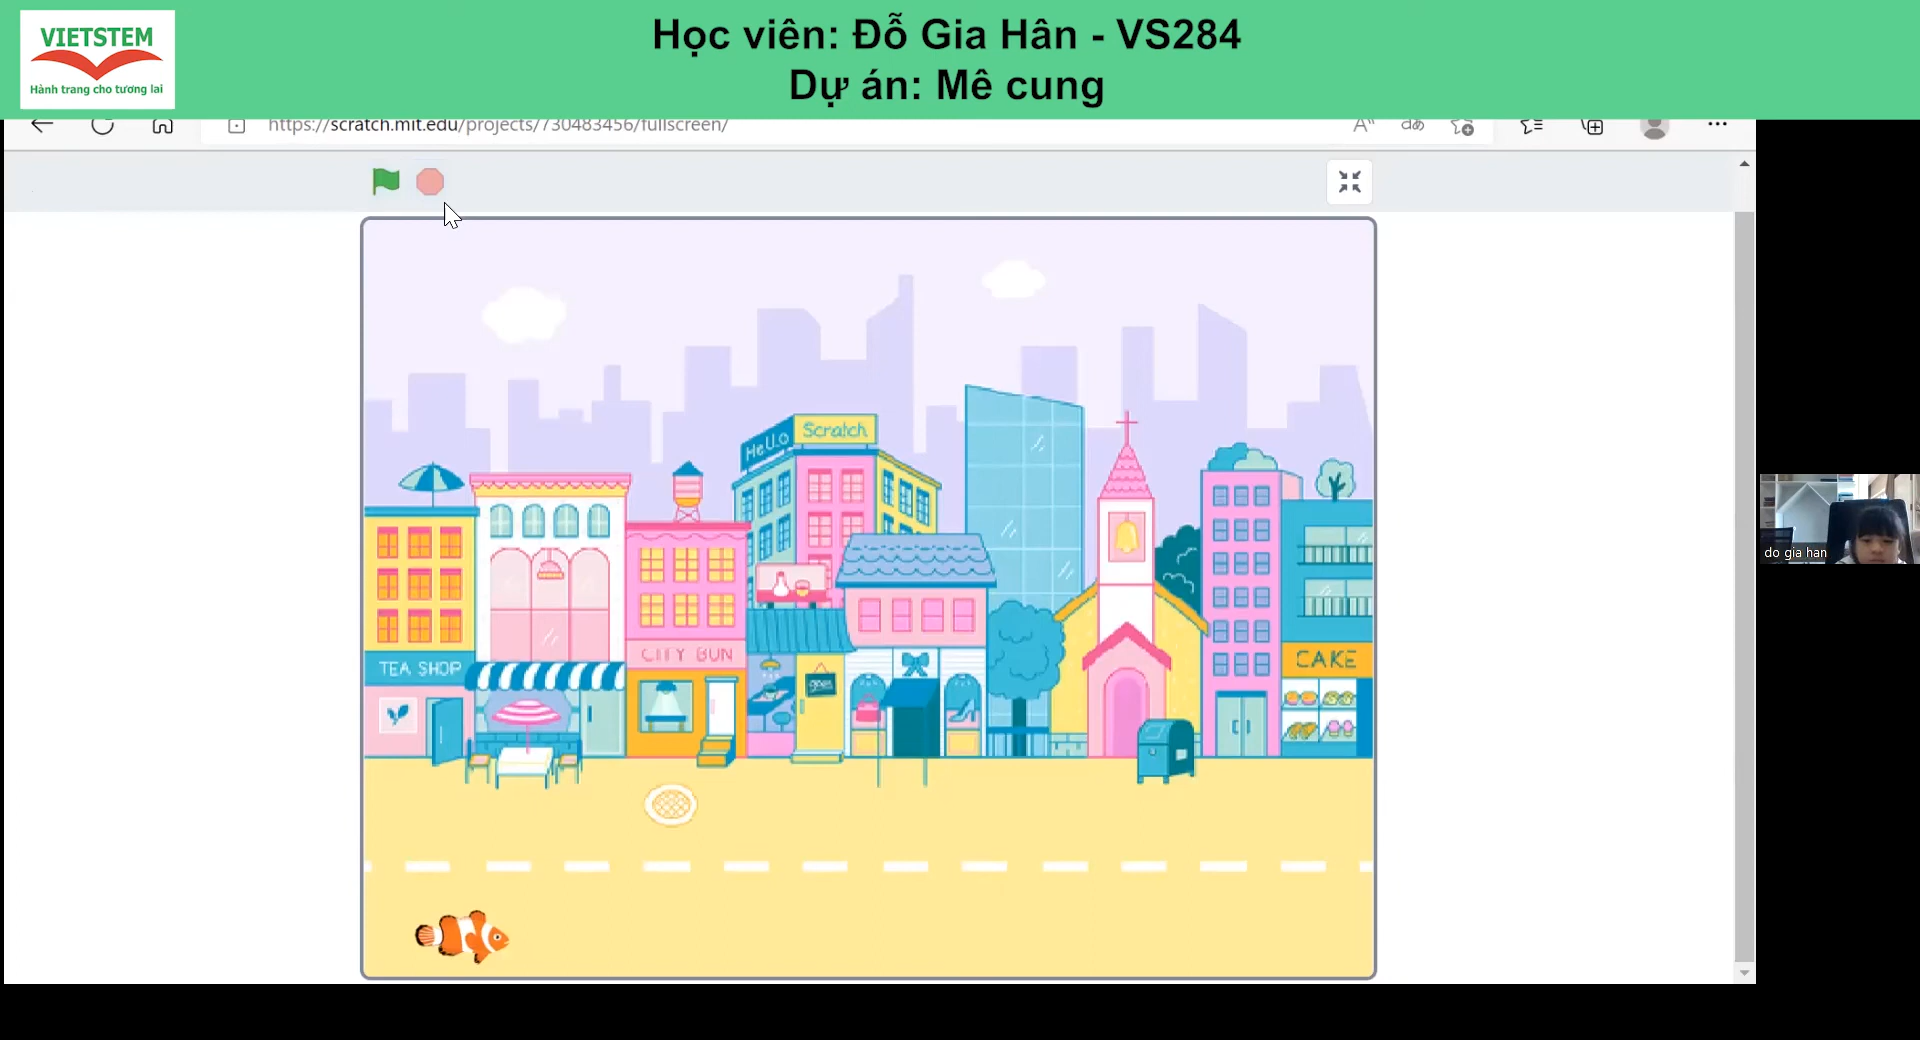 VIETSTEM
Hành trang cho tương lai
Học viên: Đỗ Gia Hân - VS284
Dự án: Mê cung
https://scratch.mit.edu/projects/730483456/fullscreen/
Hello
Scratch
TEA SHOP
CITY BUN
OPEN
CAKE
do gia han